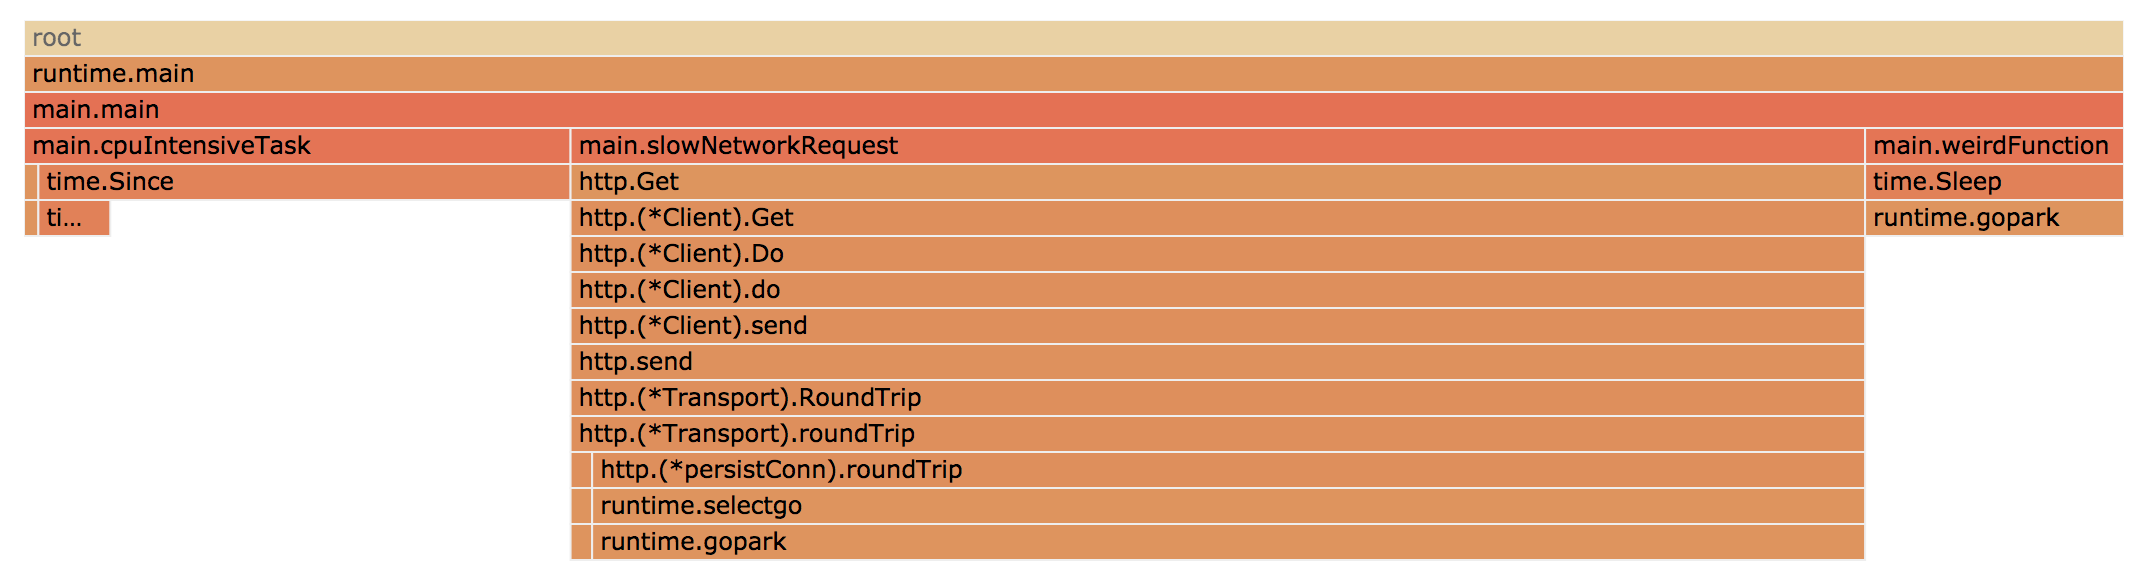 root
runtime.main
main.main
main.cpuIntensiveTask main.slowNetworkRequest main.weirdFunction
time.Since http.Get time.Sleep
ti... http.(*Client).Get runtime.gopark
http.(*Client).Do
http.(*Client).do
http.(*Client).send
http.send
http.(*Transport).RoundTrip
http.(*Transport).roundTrip
http.(*persistConn).roundTrip
runtime.selectgo
runtime.gopark